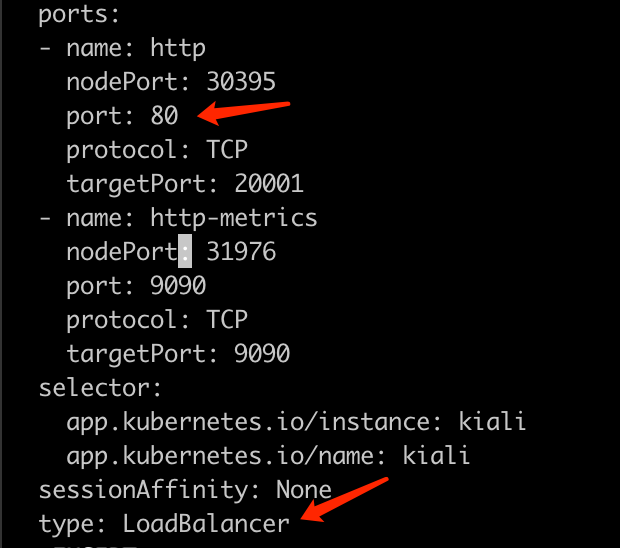 ports:
- name: http
  nodePort: 30395
  port: 80
  protocol: TCP
  targetPort: 20001
- name: http-metrics
  nodePort: 31976
  port: 9090
  protocol: TCP
  targetPort: 9090
selector:
  app.kubernetes.io/instance: kiali
  app.kubernetes.io/name: kiali
sessionAffinity: None
type: LoadBalancer